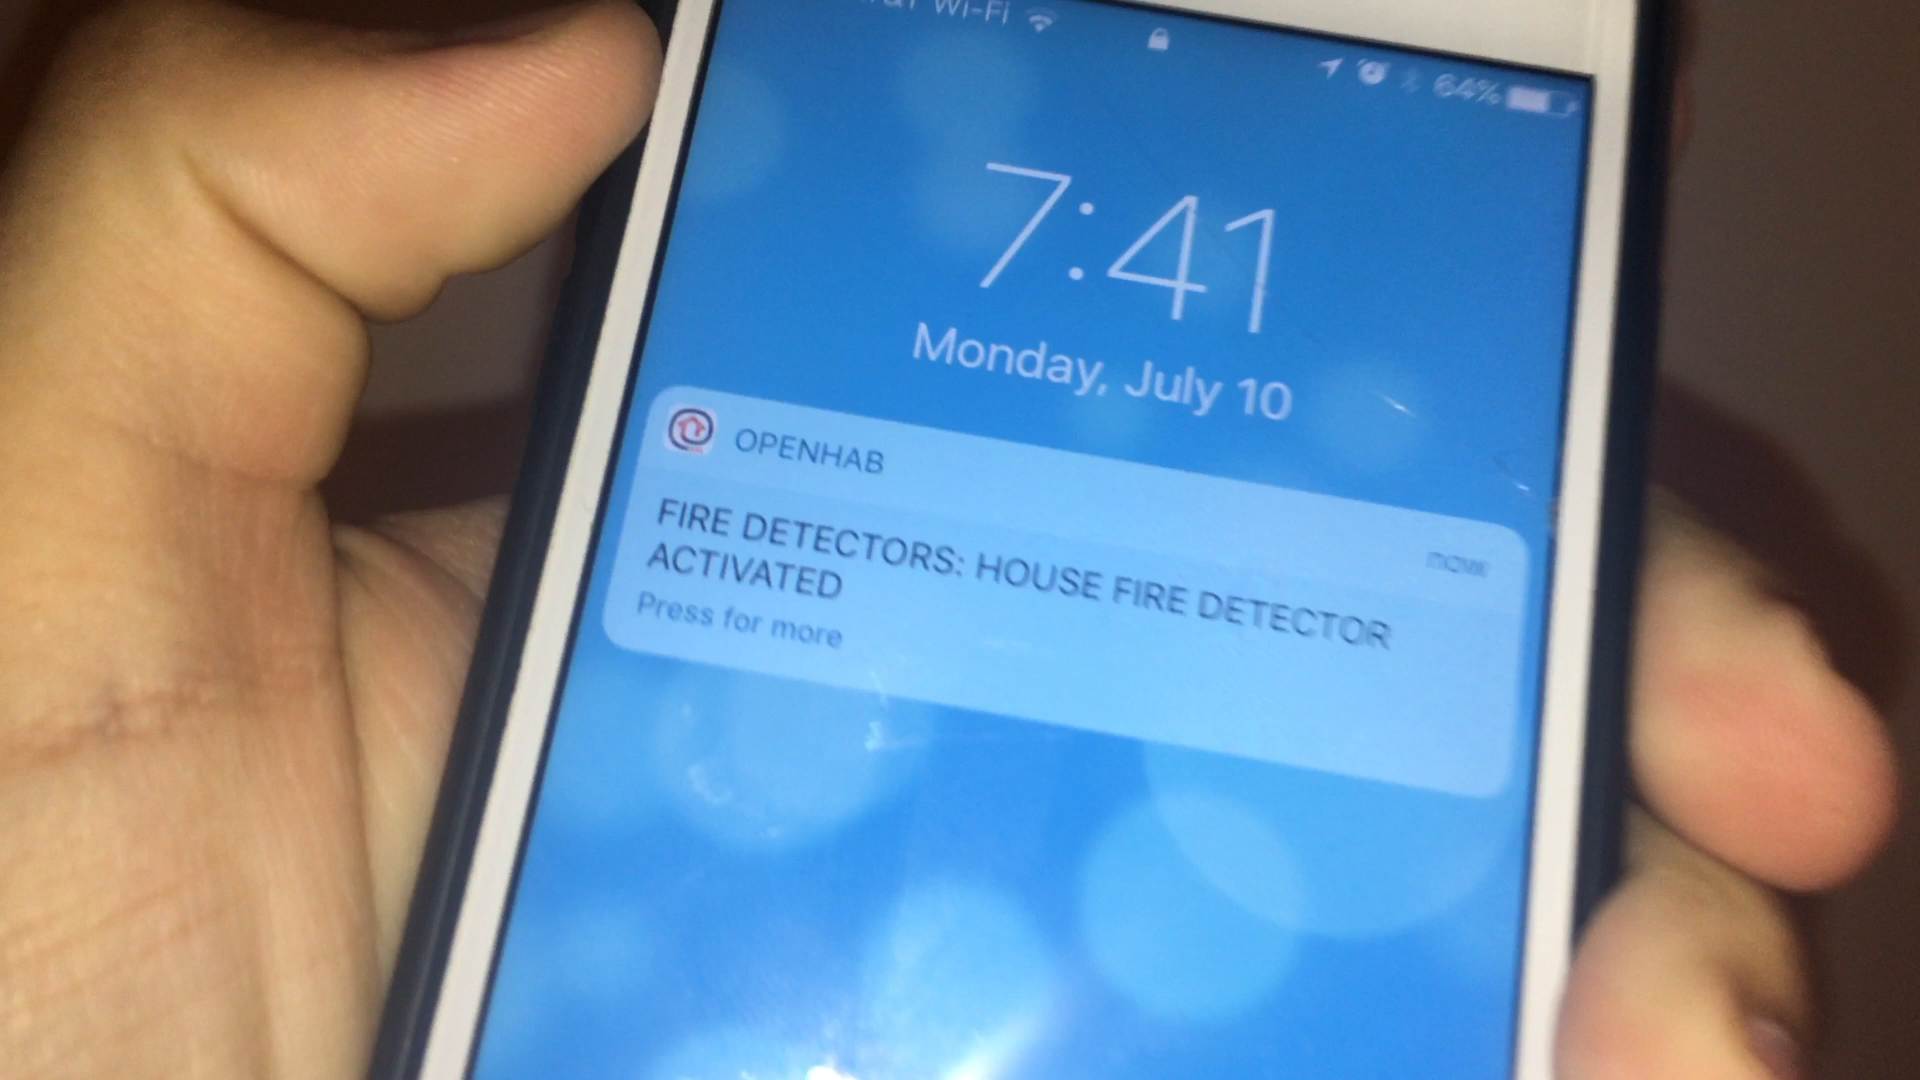 Wi-Fi
64%
7:41
Monday, July 10
OPENHAB
now
FIRE DETECTORS: HOUSE FIRE DETECTOR
ACTIVATED
Press for more